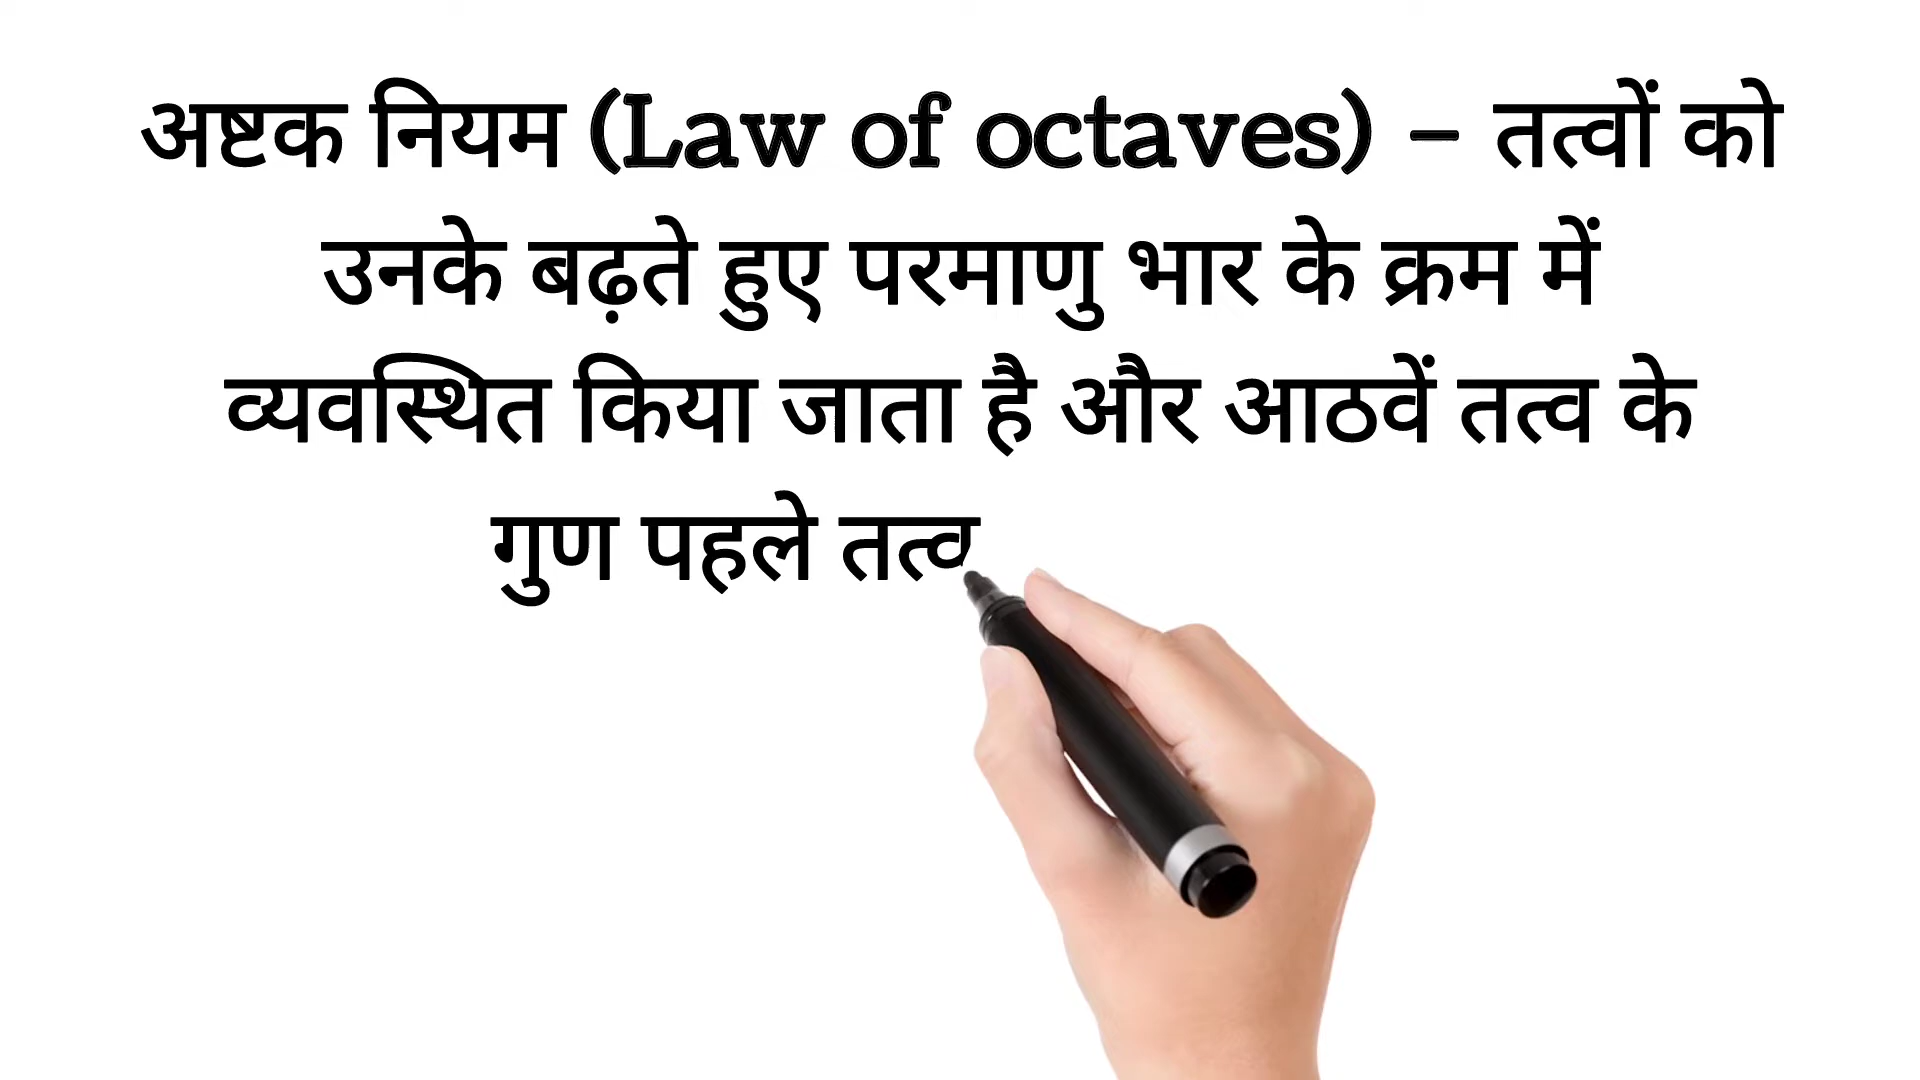 अष्टक नियम (Law of octaves) – तत्वों को
उनके बढ़ते हुए परमाणु भार के क्रम में
व्यवस्थित किया जाता है और आठवें तत्व के
गुण पहले तत्व